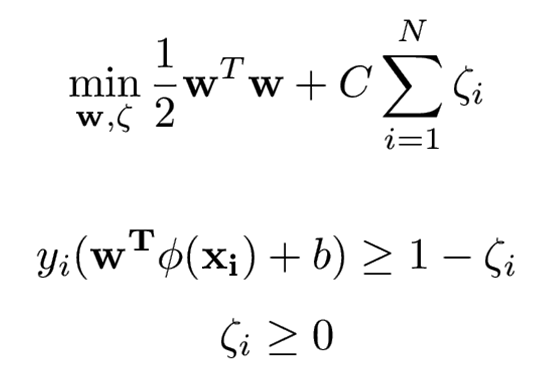 min_{w,ζ} 1/2 w^T w + C ∑_{i=1}^{N} ζ_i
y_i(w^T ϕ(x_i) + b) ≥ 1 − ζ_i
ζ_i ≥ 0